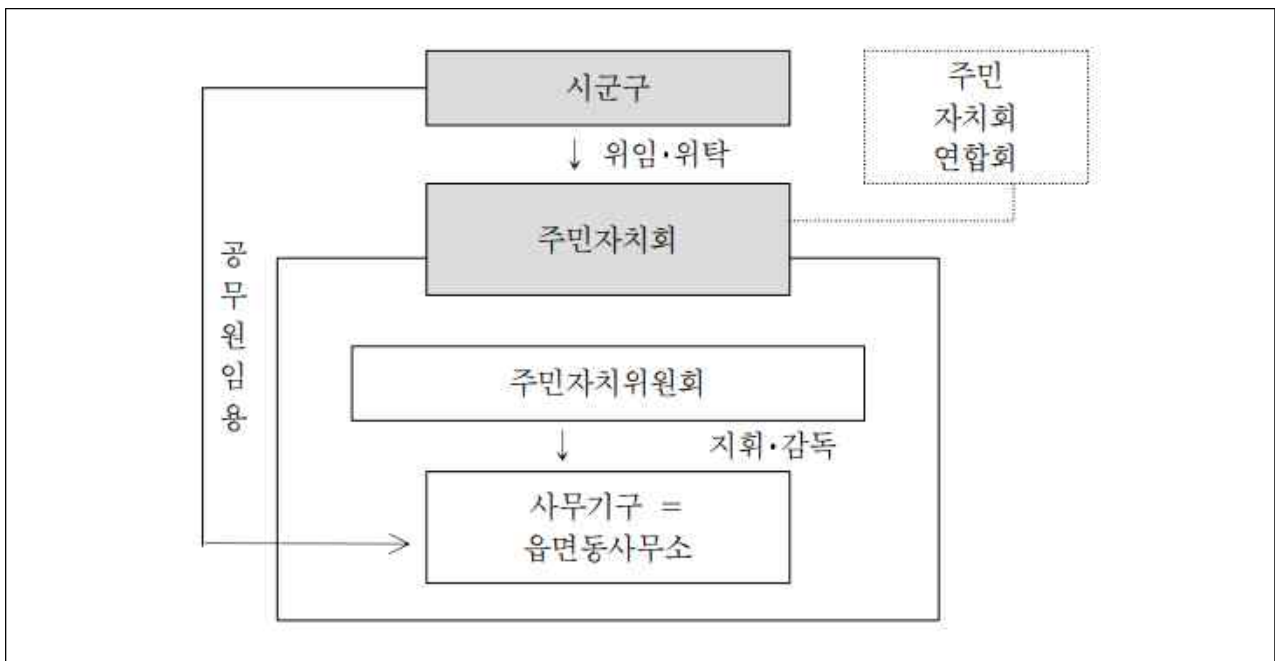 시군구
주민
자치회
연합회
↓ 위임·위탁
주민자치회
공무원임용
주민자치위원회
↓ 지휘·감독
사무기구 =
읍면동사무소